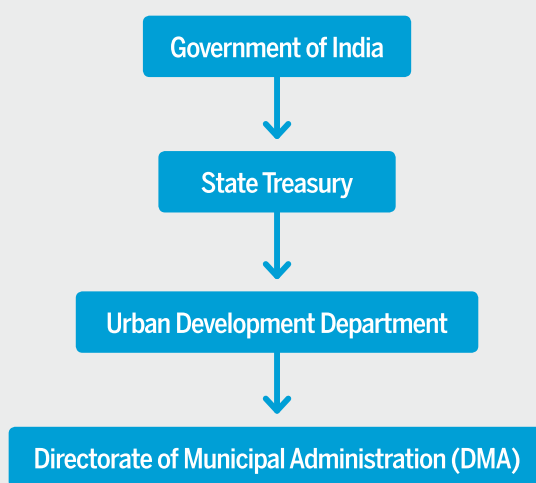 Government of India
State Treasury
Urban Development Department
Directorate of Municipal Administration (DMA)